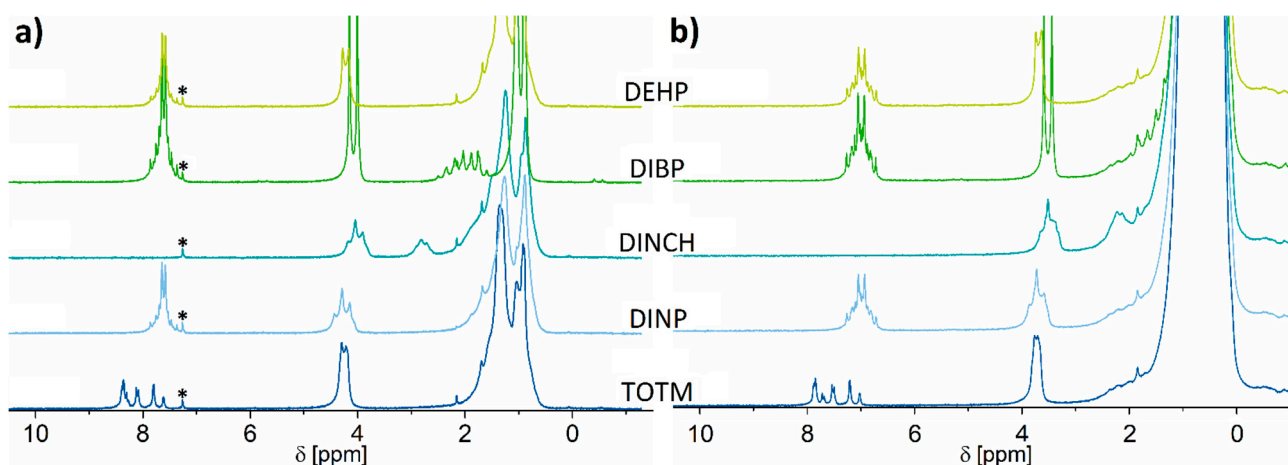 a)
b)
*
DEHP
*
DIBP
*
DINCH
*
DINP
*
TOTM
10 8 6 4 2 0
10 8 6 4 2 0
δ [ppm]
δ [ppm]